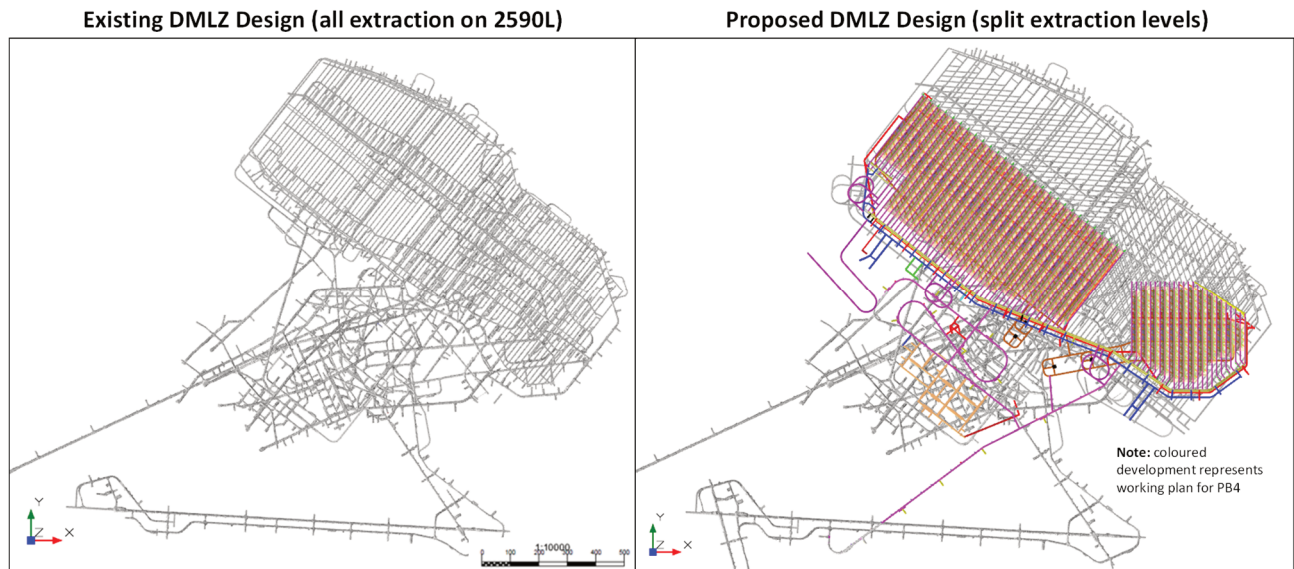 Existing DMLZ Design (all extraction on 2590L)
Proposed DMLZ Design (split extraction levels)
Note: coloured
development represents
working plan for PB4
Y
Z
X
1:10000
0
100
200
300
400
500
Y
Z
X